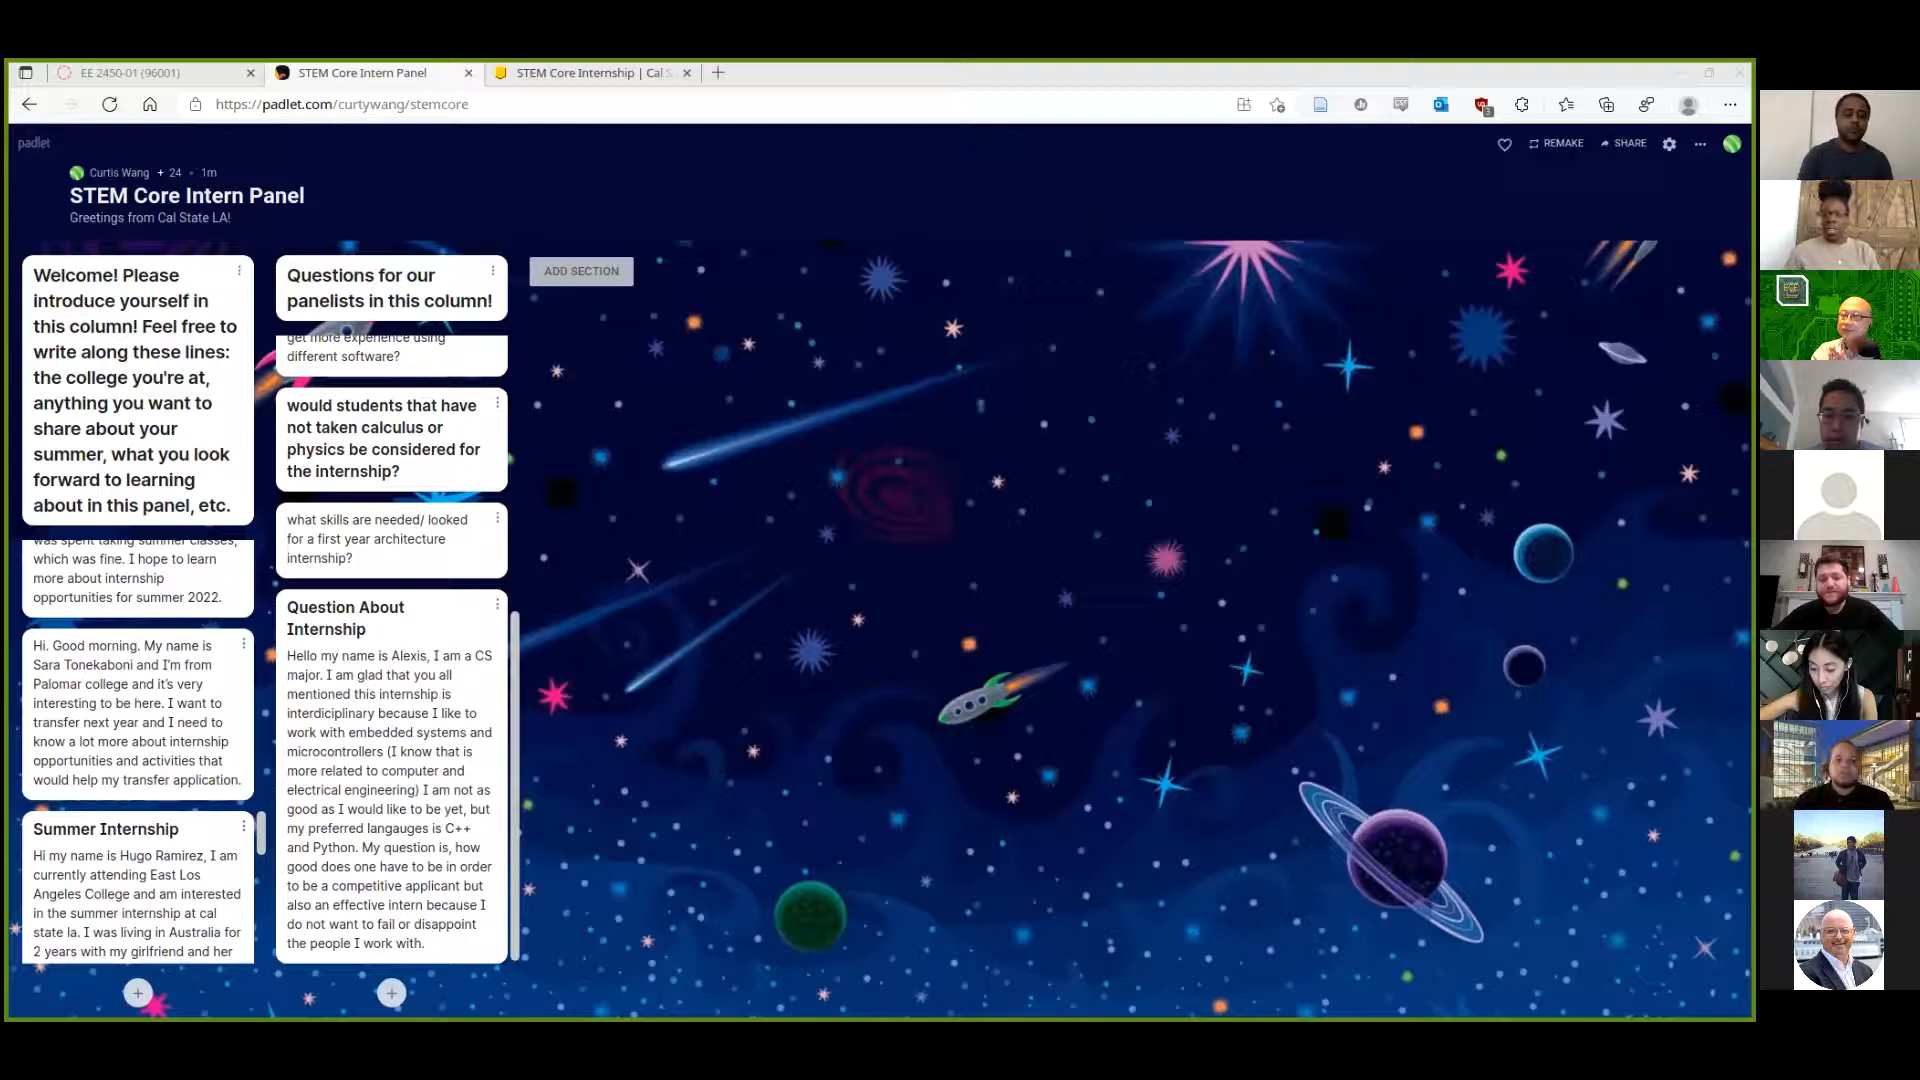 EE 2450-01 (96001)
STEM Core Intern Panel
STEM Core Internship | Cal S
https://padlet.com/curtywang/stemcore
padlet
REMAKE
SHARE
Curtis Wang + 24 • 1m
STEM Core Intern Panel
Greetings from Cal State LA!
Welcome! Please
introduce yourself in
this column! Feel free to
write along these lines:
the college you're at,
anything you want to
share about your
summer, what you look
forward to learning
about in this panel, etc.
was spent taking summer classes,
which was fine. I hope to learn
more about internship
opportunities for summer 2022.
Hi. Good morning. My name is
Sara Tonekaboni and I'm from
Palomar college and it's very
interesting to be here. I want to
transfer next year and I need to
know a lot more about internship
opportunities and activities that
would help my transfer application.
Summer Internship
Hi my name is Hugo Ramirez, I am
currently attending East Los
Angeles College and am interested
in the summer internship at cal
state la. I was living in Australia for
2 years with my girlfriend and her
Questions for our
panelists in this column!
get more experience using
different software?
would students that have
not taken calculus or
physics be considered for
the internship?
what skills are needed/ looked
for a first year architecture
internship?
Question About
Internship
Hello my name is Alexis, I am a CS
major. I am glad that you all
mentioned this internship is
interdiciplinary because I like to
work with embedded systems and
microcontrollers (I know that is
more related to computer and
electrical engineering) I am not as
good as I would like to be yet, but
my preferred langauges is C++
and Python. My question is, how
good does one have to be in order
to be a competitive applicant but
also an effective intern because I
do not want to fail or disappoint
the people I work with.
ADD SECTION
ECE